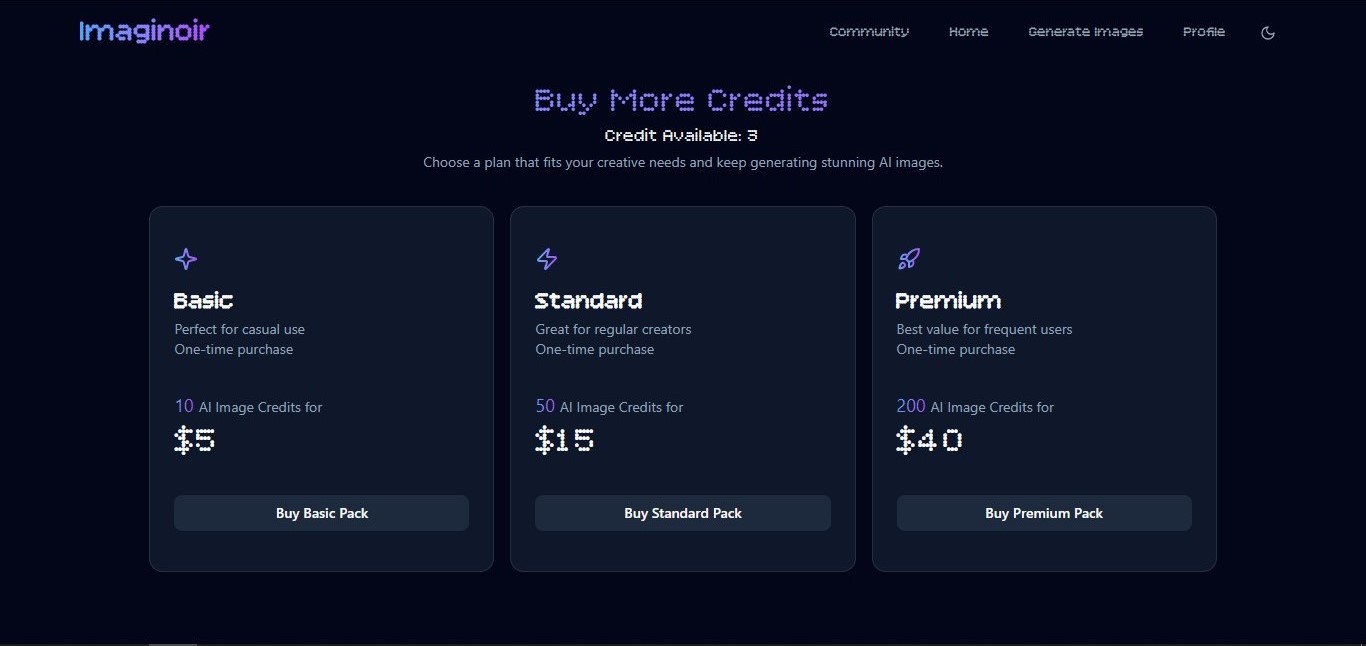 Imaginoir
Community Home Generate Images Profile
Buy More Credits
Credit Available: 3
Choose a plan that fits your creative needs and keep generating stunning AI images.
Basic
Perfect for casual use
One-time purchase
10 AI Image Credits for
$5
Buy Basic Pack
Standard
Great for regular creators
One-time purchase
50 AI Image Credits for
$15
Buy Standard Pack
Premium
Best value for frequent users
One-time purchase
200 AI Image Credits for
$40
Buy Premium Pack